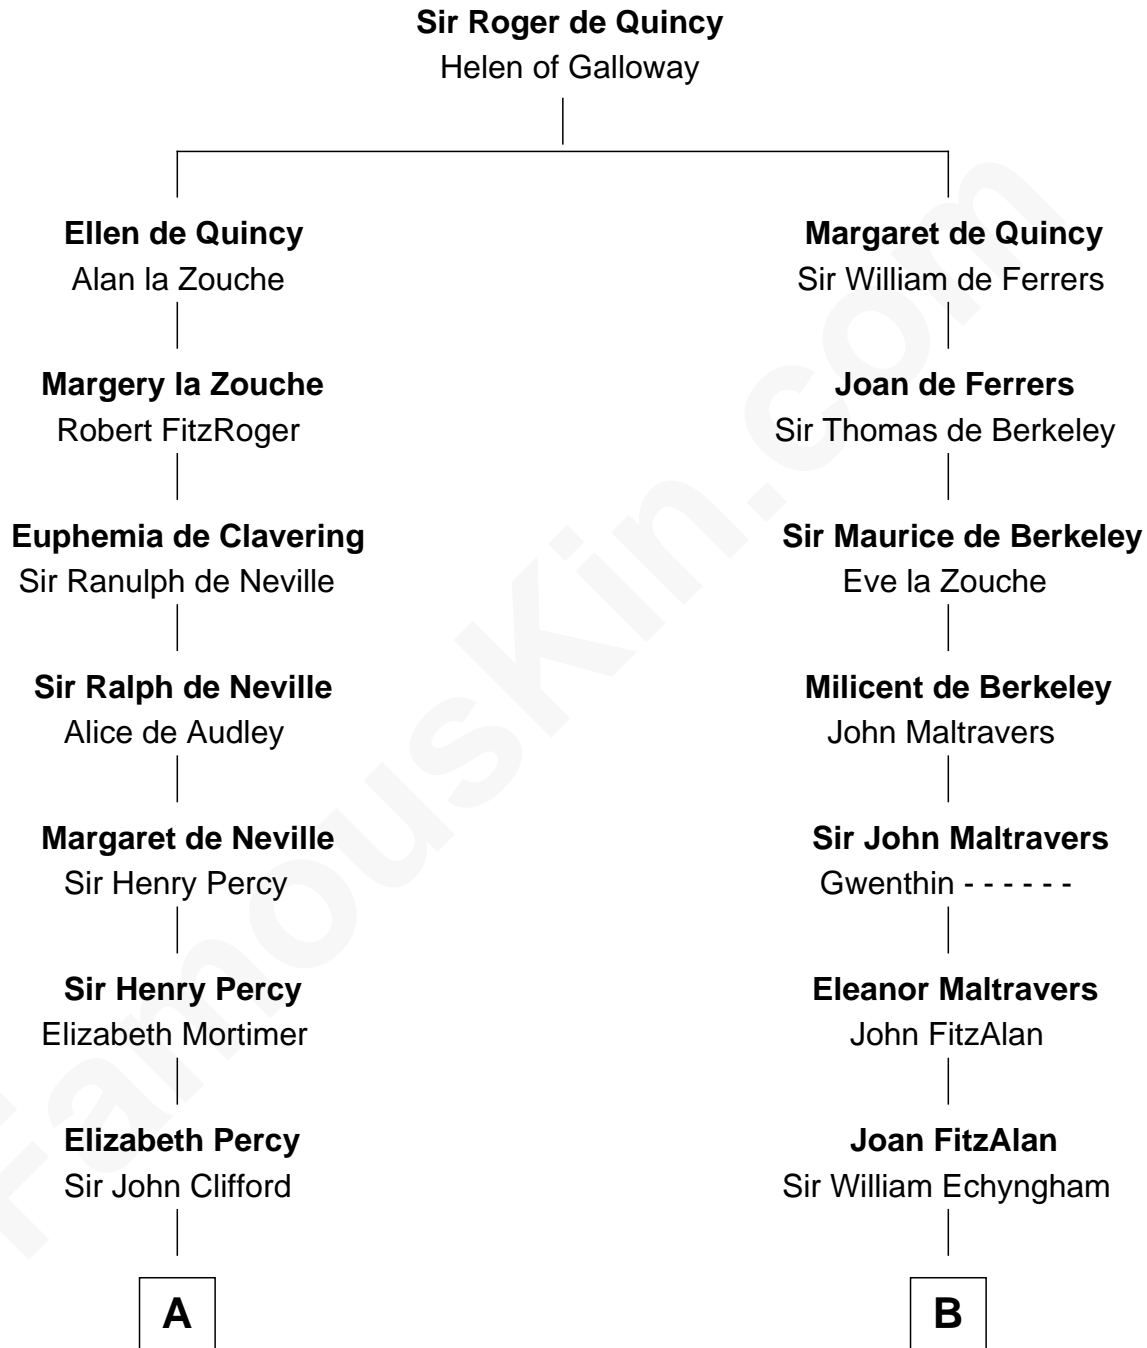 Sir Roger de Quincy
Helen of Galloway
Ellen de Quincy
Alan la Zouche
Margery la Zouche
Robert FitzRoger
Euphemia de Clavering
Sir Ranulph de Neville
Sir Ralph de Neville
Alice de Audley
Margaret de Neville
Sir Henry Percy
Sir Henry Percy
Elizabeth Mortimer
Elizabeth Percy
Sir John Clifford
A
Margaret de Quincy
Sir William de Ferrers
Joan de Ferrers
Sir Thomas de Berkeley
Sir Maurice de Berkeley
Eve la Zouche
Milicent de Berkeley
John Maltravers
Sir John Maltravers
Gwenthin - - - - - -
Eleanor Maltravers
John FitzAlan
Joan FitzAlan
Sir William Echyngham
B
FamousKin.com